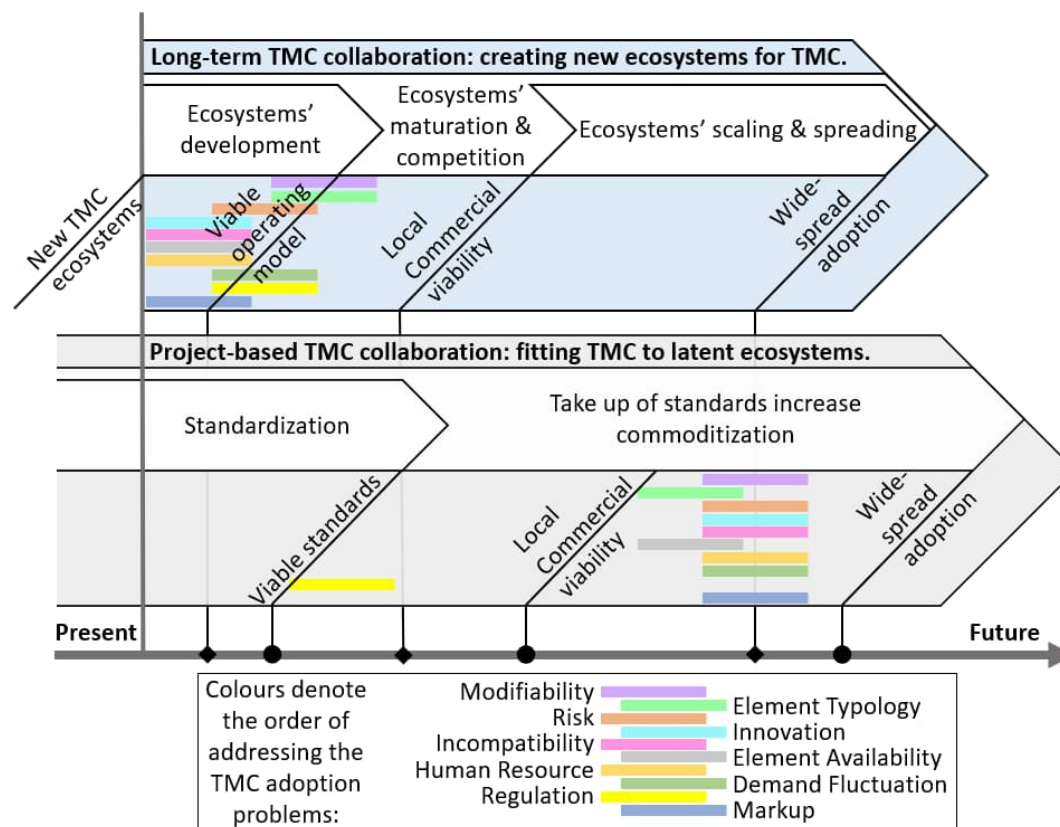 Long-term TMC collaboration: creating new ecosystems for TMC.
Ecosystems’
development
Ecosystems’
maturation &
competition
Ecosystems’ scaling & spreading
New TMC
ecosystems
Viable
operating
model
Local
Commercial
viability
Wide-
spread
adoption
Project-based TMC collaboration: fitting TMC to latent ecosystems.
Standardization
Take up of standards increase
commoditization
Viable standards
Local
Commercial
viability
Wide-
spread
adoption
Present
Future
Colours denote
the order of
addressing the
TMC adoption
problems:
Modifiability
Element Typology
Risk
Innovation
Incompatibility
Element Availability
Human Resource
Demand Fluctuation
Regulation
Markup